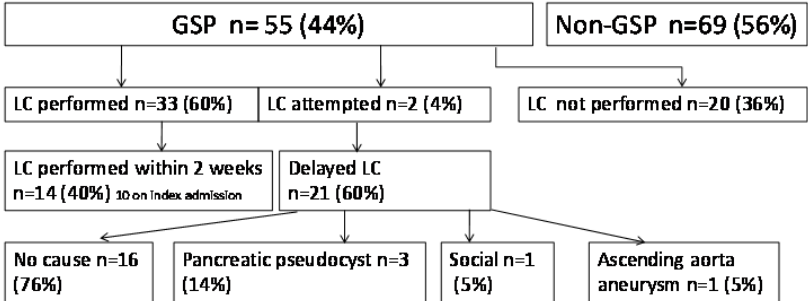 GSP n= 55 (44%)
Non-GSP n=69 (56%)
LC performed n=33 (60%)
LC attempted n=2 (4%)
LC not performed n=20 (36%)
LC performed within 2 weeks
n=14 (40%) 10 on index admission
Delayed LC
n=21 (60%)
No cause n=16
(76%)
Pancreatic pseudocyst n=3
(14%)
Social n=1
(5%)
Ascending aorta
aneurysm n=1 (5%)